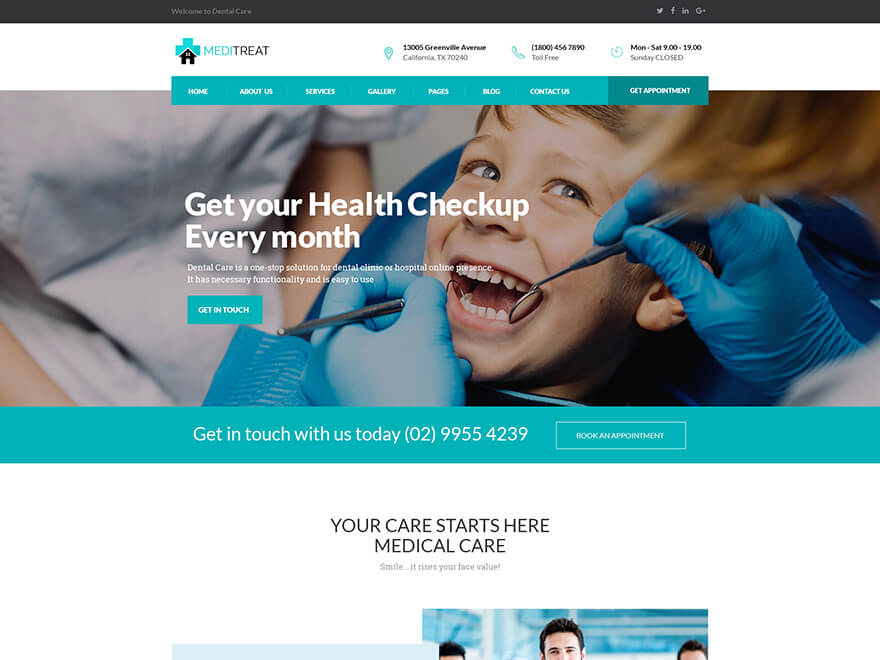 Welcome to Dental Care
MEDITREAT
13005 Greenville Avenue
California, TX 70240
(1800) 456 7890
Toll Free
Mon - Sat 9.00 - 19.00
Sunday CLOSED
HOME
ABOUT US
SERVICES
GALLERY
PAGES
BLOG
CONTACT US
GET APPOINTMENT
Get your Health Checkup
Every month
Dental Care is a one-stop solution for dental clinic or hospital online presence.
It has necessary functionality and is easy to use
GET IN TOUCH
Get in touch with us today (02) 9955 4239
BOOK AN APPOINTMENT
YOUR CARE STARTS HERE
MEDICAL CARE
Smile... it rises your face value!